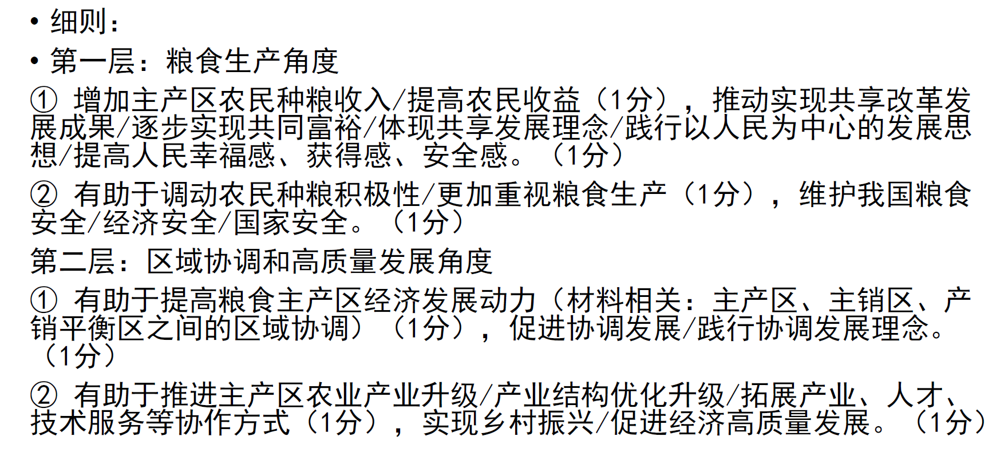 • 细则：
• 第一层：粮食生产角度
① 增加主产区农民种粮收入/提高农民收益（1分），推动实现共享改革发
展成果/逐步实现共同富裕/体现共享发展理念/践行以人民为中心的发展思
想/提高人民幸福感、获得感、安全感。（1分）
② 有助于调动农民种粮积极性/更加重视粮食生产（1分），维护我国粮食
安全/经济安全/国家安全。（1分）
第二层：区域协调和高质量发展角度
① 有助于提高粮食主产区经济发展动力（材料相关：主产区、主销区、产
销平衡区之间的区域协调）（1分），促进协调发展/践行协调发展理念。
（1分）
② 有助于推进主产区农业产业升级/产业结构优化升级/拓展产业、人才、
技术服务等协作方式（1分），实现乡村振兴/促进经济高质量发展。（1分）